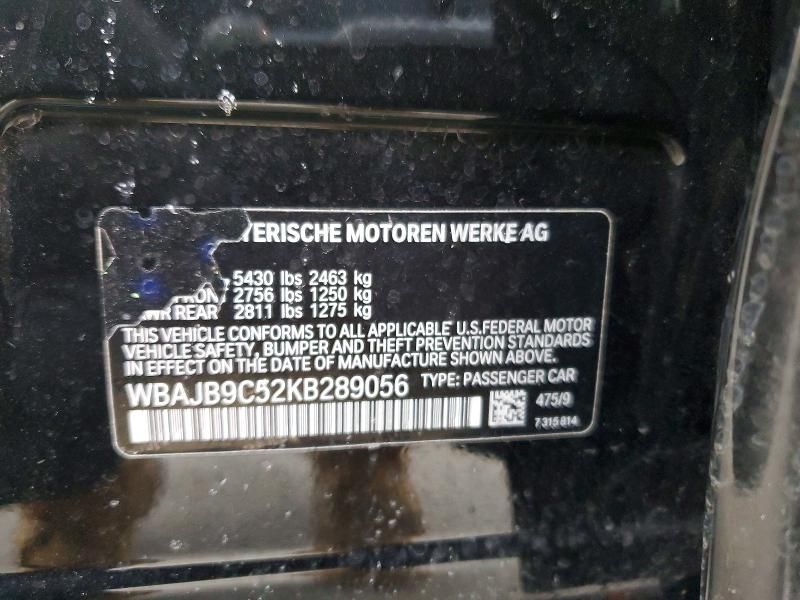 YERISCHE MOTOREN WERKE AG
5430 lbs 2463 kg
2756 lbs 1250 kg
REAR 2811 lbs 1275 kg
THIS VEHICLE CONFORMS TO ALL APPLICABLE U.S.FEDERAL MOTOR
VEHICLE SAFETY, BUMPER AND THEFT PREVENTION STANDARDS
IN EFFECT ON THE DATE OF MANUFACTURE SHOWN ABOVE.
WBAJB9C52KB289056 TYPE: PASSENGER CAR
475/9
7 315 814